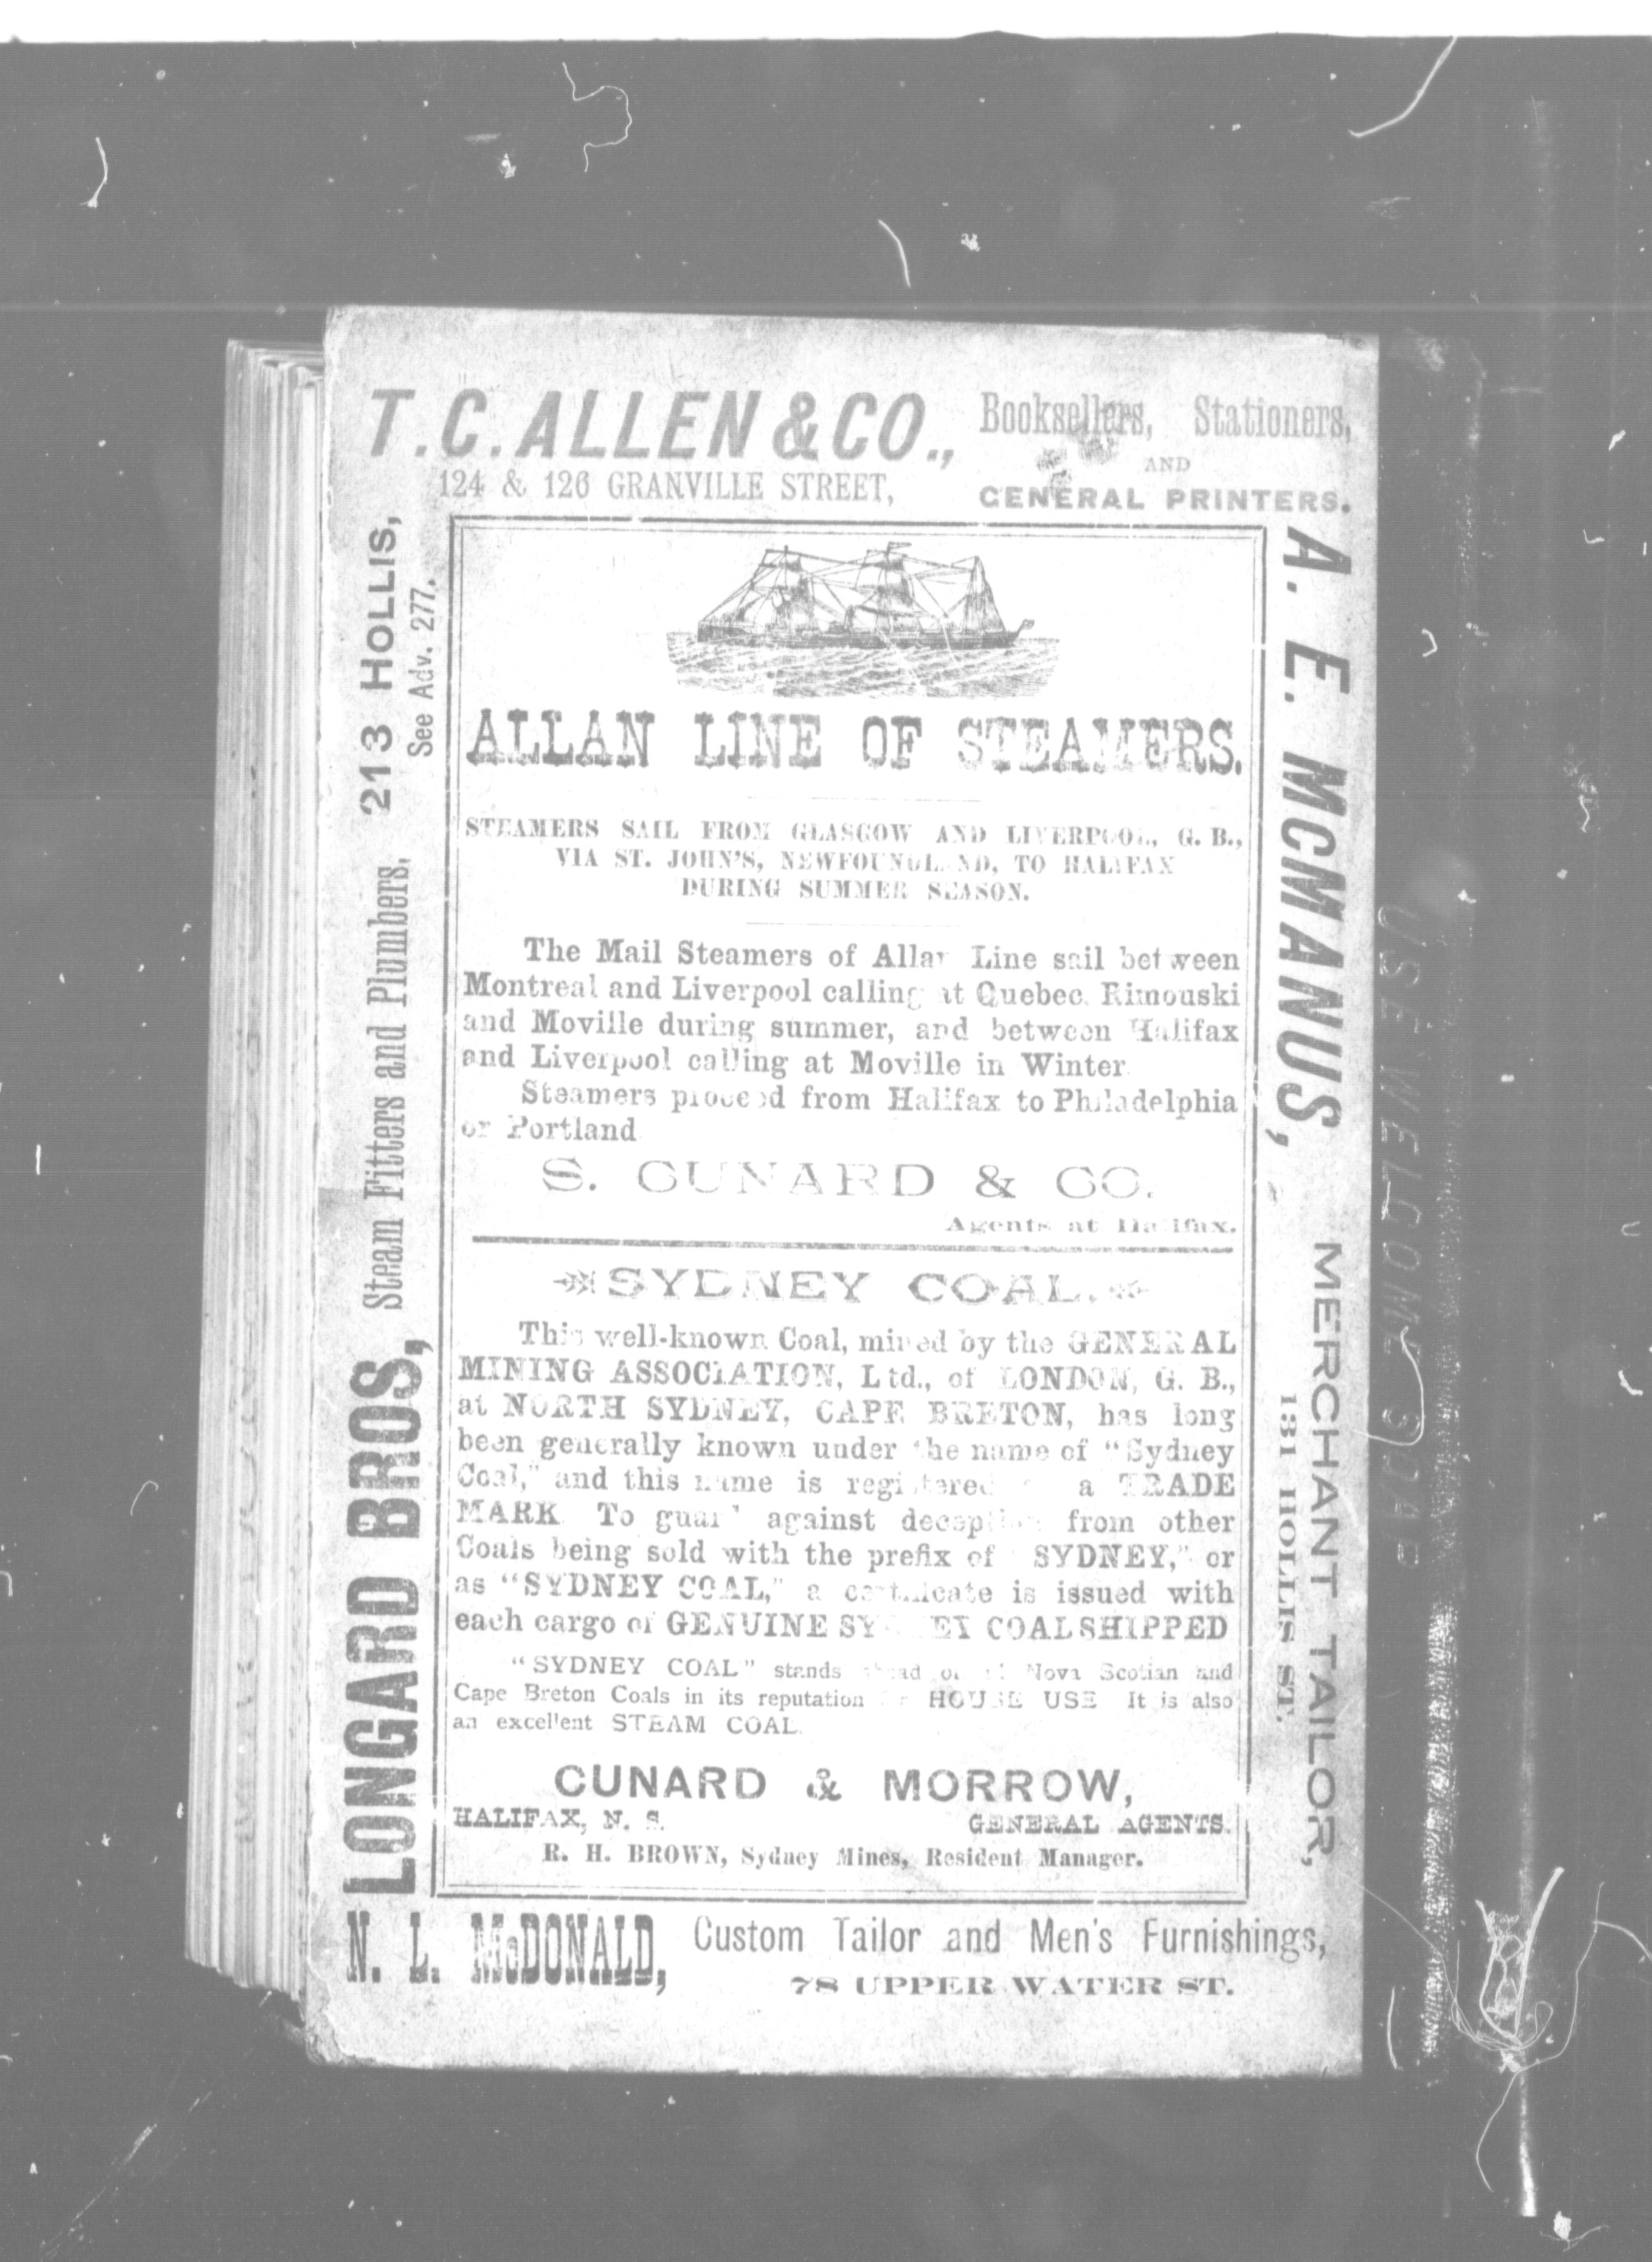 T. C. ALLEN & CO.,
124 & 126 GRANVILLE STREET,
Booksellers, Stationers,
AND
GENERAL PRINTERS.
LONGARD BROS,
Steam Fitters and Plumbers,
213 HOLLIS,
See Adv. 277.
ALLAN LINE OF STEAMERS.
STEAMERS SAIL FROM GLASGOW AND LIVERPOOL, G. B.,
VIA ST. JOHN'S, NEWFOUNDLAND, TO HALIFAX
DURING SUMMER SEASON.
The Mail Steamers of Allan Line sail between
Montreal and Liverpool calling at Quebec, Rimouski
and Moville during summer, and between Halifax
and Liverpool calling at Moville in Winter.
Steamers proceed from Halifax to Philadelphia
or Portland
S. CUNARD & CO.
Agents at Halifax.
SYDNEY COAL.
This well-known Coal, mined by the GENERAL
MINING ASSOCIATION, Ltd., of LONDON, G. B.,
at NORTH SYDNEY, CAPE BRETON, has long
been generally known under the name of "Sydney
Coal," and this name is registered a TRADE
MARK To guard against deception from other
Coals being sold with the prefix of SYDNEY," or
as "SYDNEY COAL," a certificate is issued with
each cargo of GENUINE SYDNEY COAL SHIPPED
"SYDNEY COAL" stands ahead of all Nova Scotian and
Cape Breton Coals in its reputation for HOUSE USE It is also
an excellent STEAM COAL.
CUNARD & MORROW,
HALIFAX, N. S. GENERAL AGENTS.
R. H. BROWN, Sydney Mines, Resident Manager.
A. E. MCMANUS,
MERCHANT TAILOR,
131 HOLLIS ST.
N. L. McDONALD, Custom Tailor and Men's Furnishings,
78 UPPER WATER ST.
USE WELCOME SOAP